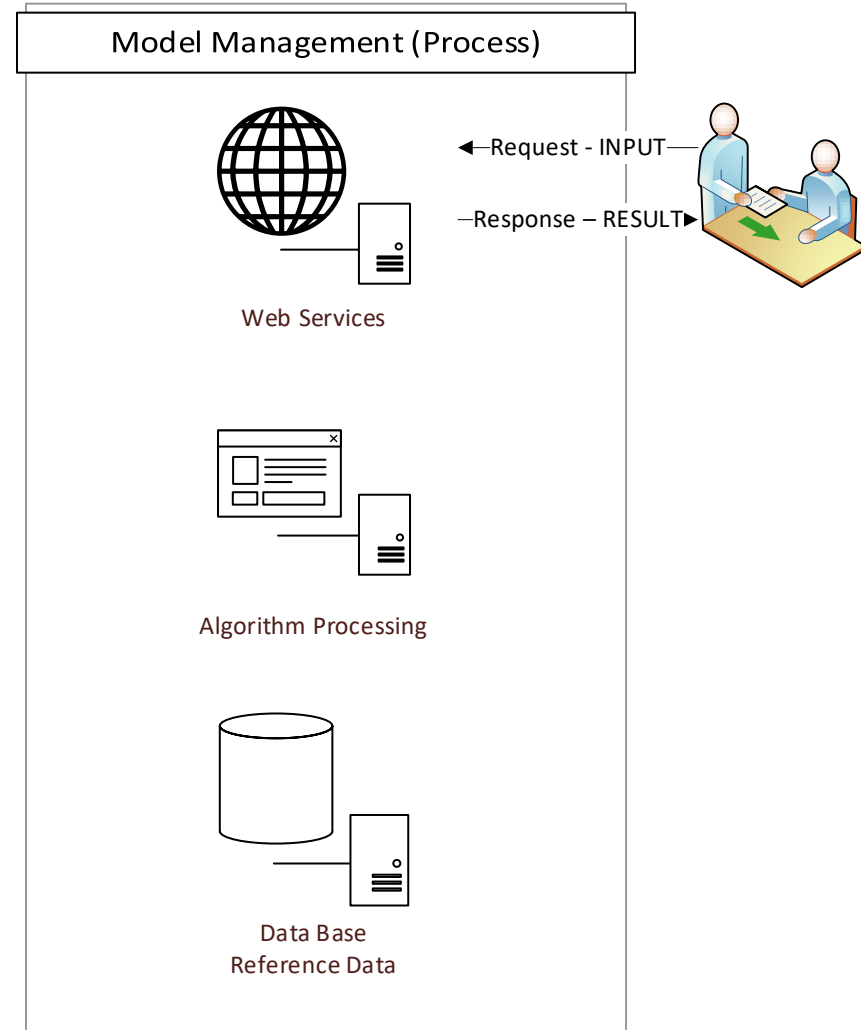 Model Management (Process)
Request - INPUT
Response – RESULT
Web Services
Algorithm Processing
Data Base
Reference Data